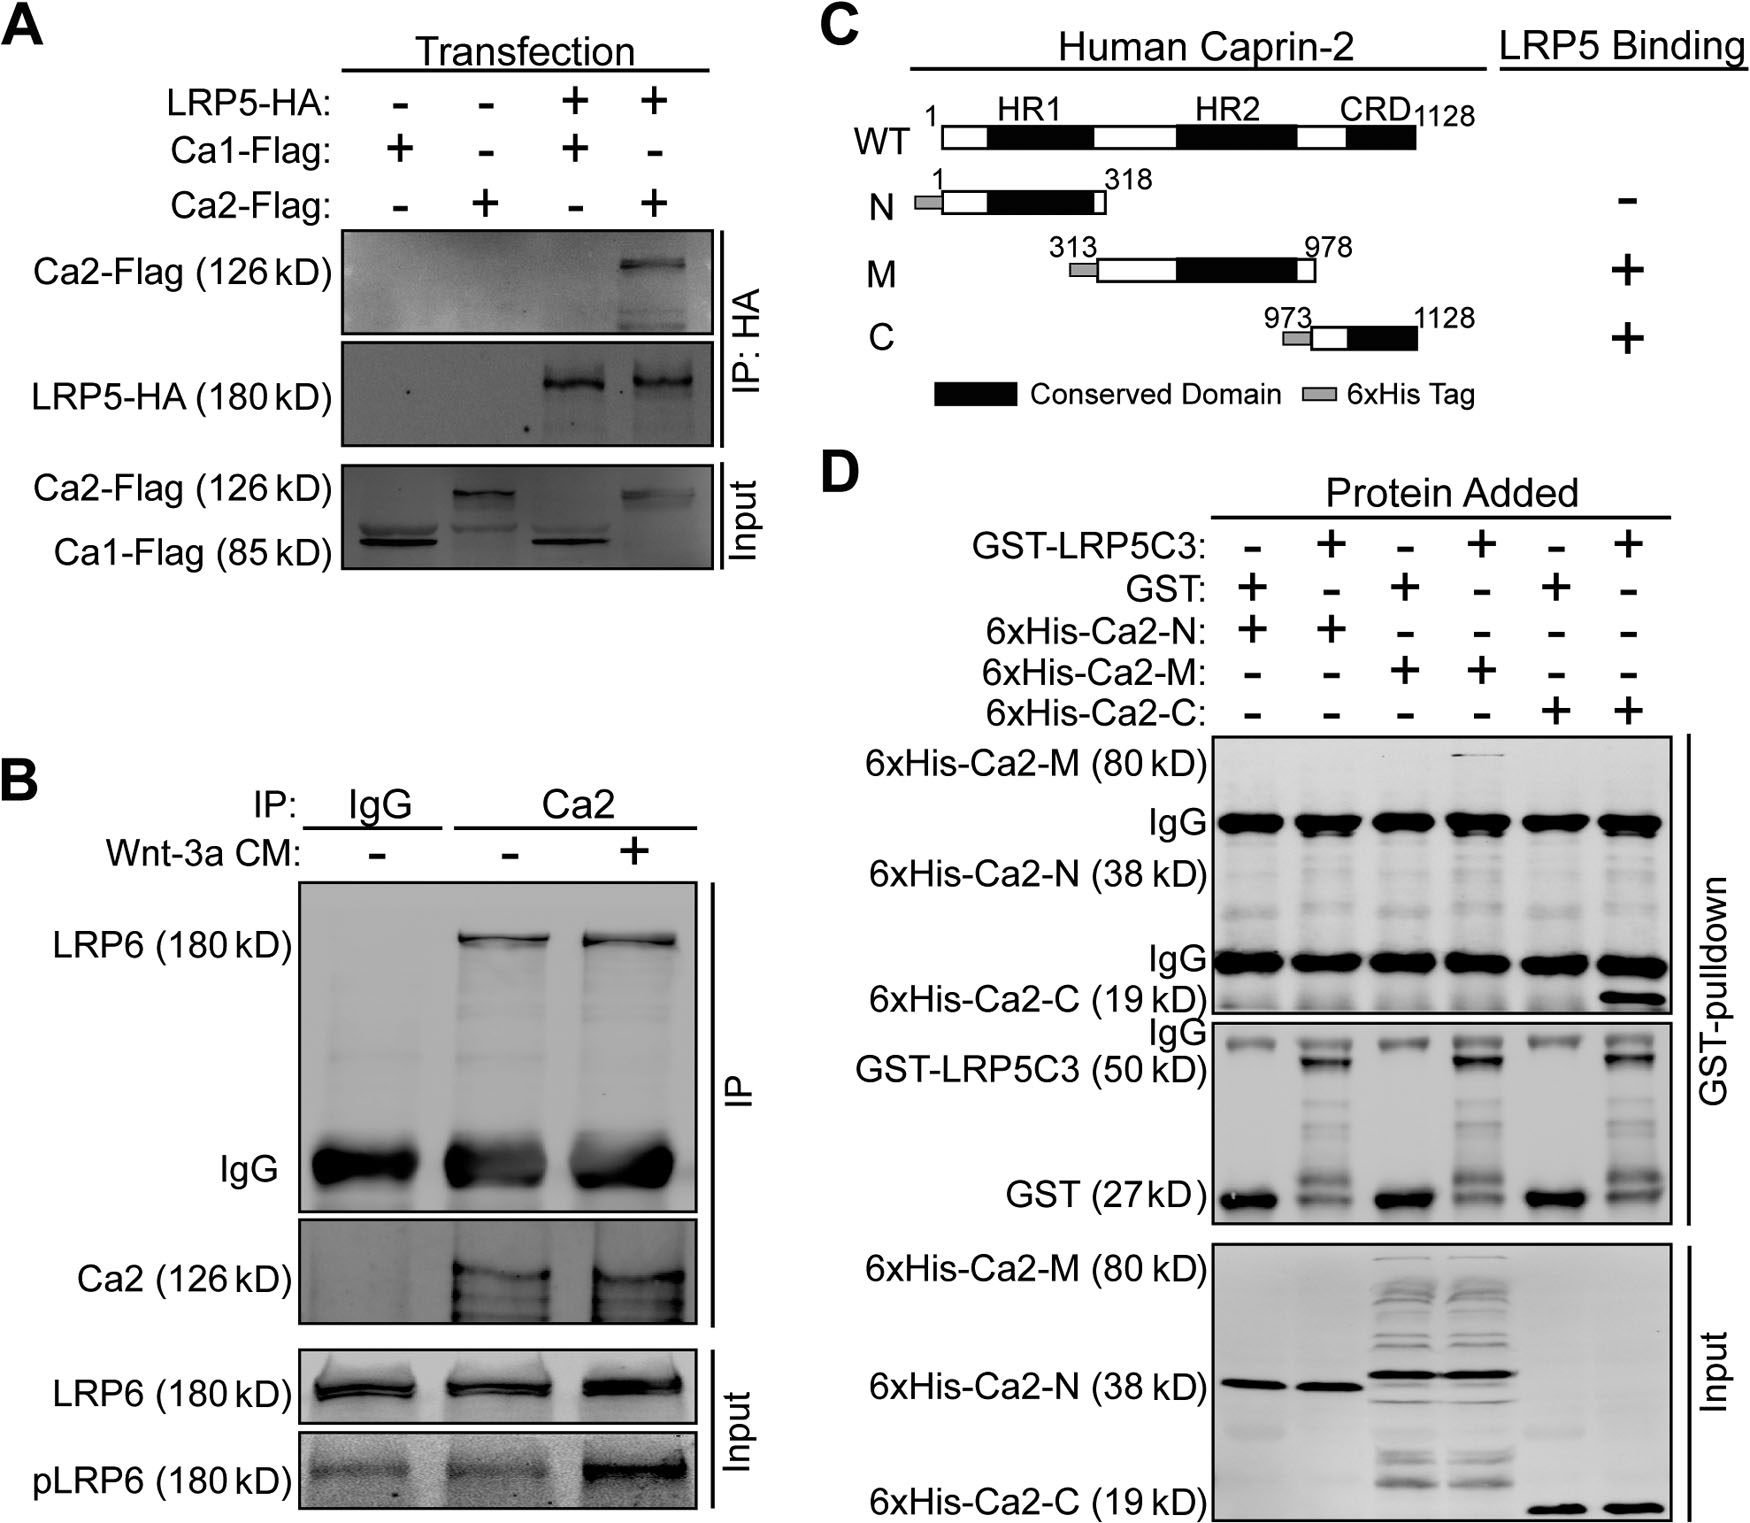 A
Transfection
LRP5-HA: - - + +
Ca1-Flag: + - + -
Ca2-Flag: - + - +
Ca2-Flag (126 kD)
LRP5-HA (180 kD)
IP: HA
Ca2-Flag (126 kD)
Ca1-Flag (85 kD)
Input
B
IP: IgG Ca2
Wnt-3a CM: - - +
LRP6 (180 kD)
IgG
Ca2 (126 kD)
IP
LRP6 (180 kD)
pLRP6 (180 kD)
Input
C
Human Caprin-2 LRP5 Binding
HR1 HR2 CRD
WT 1 1128
N 1 318 -
M 313 978 +
C 973 1128 +
Conserved Domain 6xHis Tag
D
Protein Added
GST-LRP5C3: - + - + - +
GST: + - + - + -
6xHis-Ca2-N: + + - - - -
6xHis-Ca2-M: - - + + - -
6xHis-Ca2-C: - - - - + +
6xHis-Ca2-M (80 kD)
IgG
6xHis-Ca2-N (38 kD)
IgG
6xHis-Ca2-C (19 kD)
IgG
GST-LRP5C3 (50 kD)
GST (27 kD)
GST-pulldown
6xHis-Ca2-M (80 kD)
6xHis-Ca2-N (38 kD)
6xHis-Ca2-C (19 kD)
Input